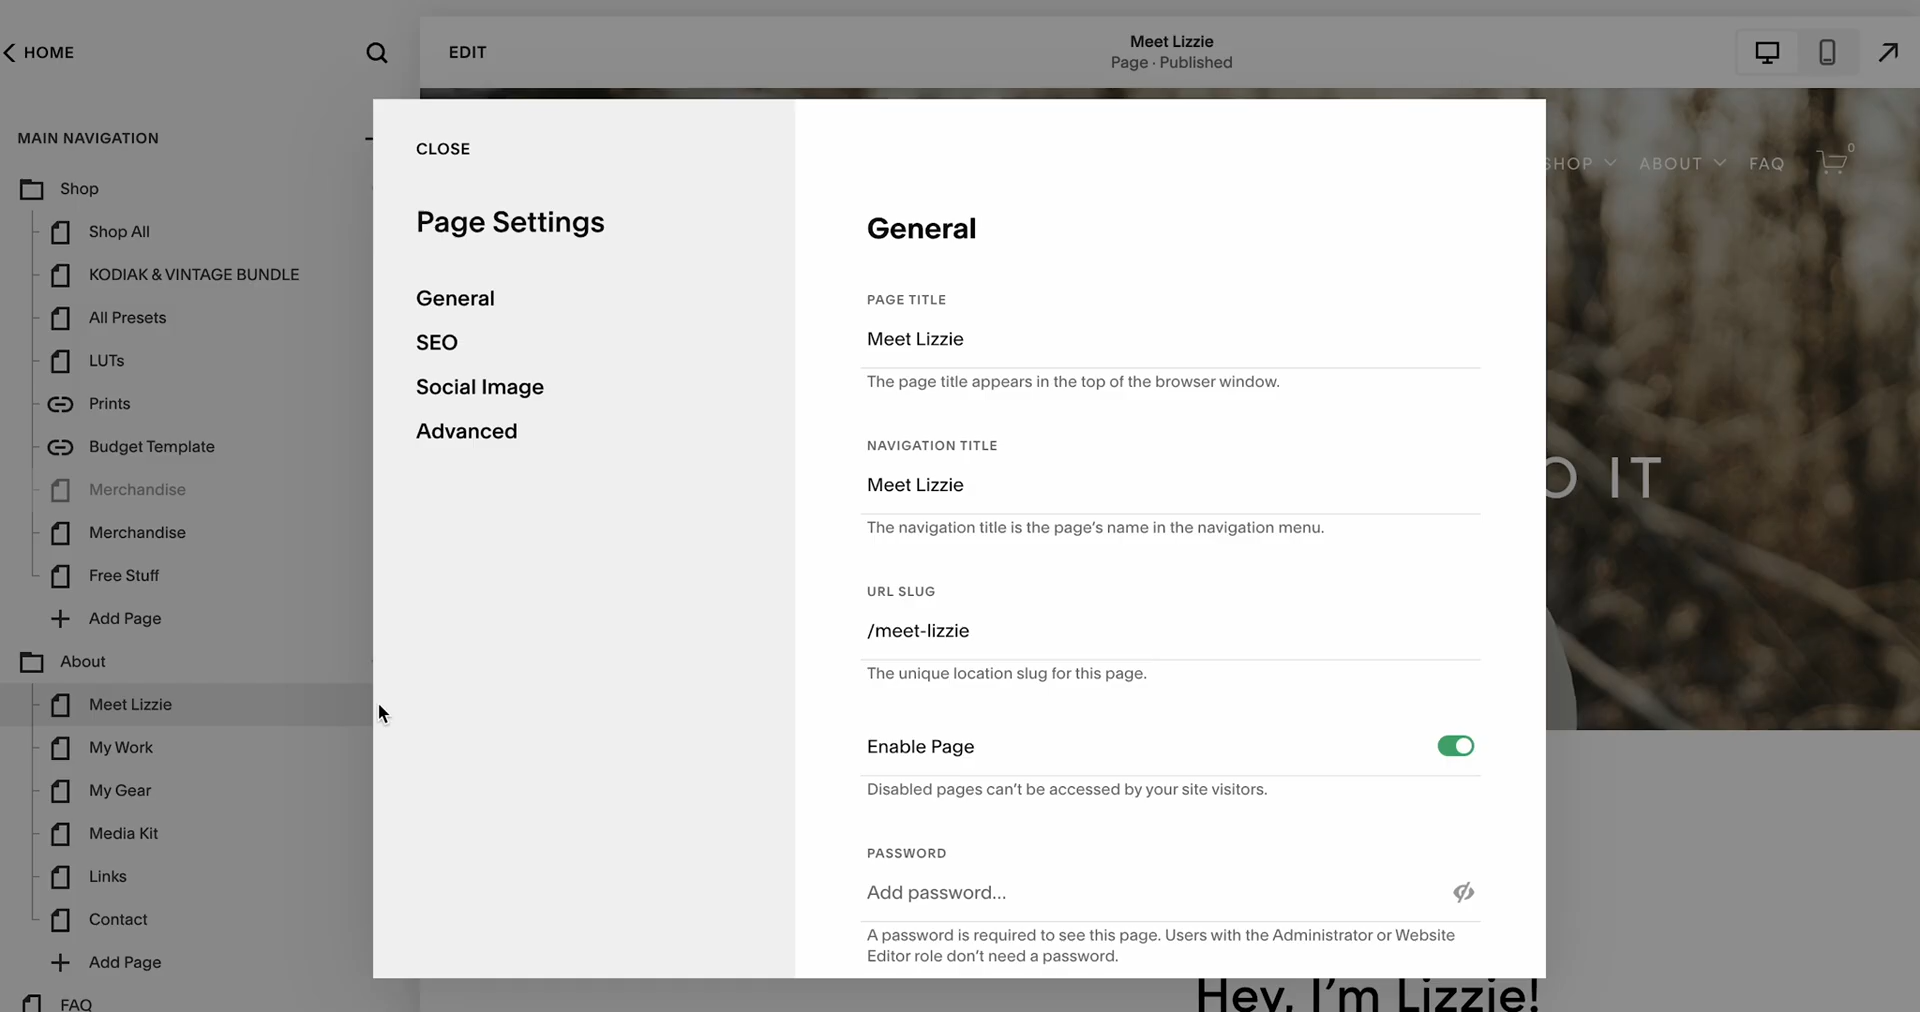 HOME
EDIT
Meet Lizzie
Page · Published
MAIN NAVIGATION
Shop
Shop All
KODIAK & VINTAGE BUNDLE
All Presets
LUTs
Prints
Budget Template
Merchandise
Merchandise
Free Stuff
Add Page
About
Meet Lizzie
My Work
My Gear
Media Kit
Links
Contact
Add Page
FAQ
CLOSE
Page Settings
General
SEO
Social Image
Advanced
General
PAGE TITLE
Meet Lizzie
The page title appears in the top of the browser window.
NAVIGATION TITLE
Meet Lizzie
The navigation title is the page's name in the navigation menu.
URL SLUG
/meet-lizzie
The unique location slug for this page.
Enable Page
Disabled pages can't be accessed by your site visitors.
PASSWORD
Add password...
A password is required to see this page. Users with the Administrator or Website
Editor role don't need a password.
SHOP ABOUT FAQ 0
O IT
Hey, I'm Lizzie!